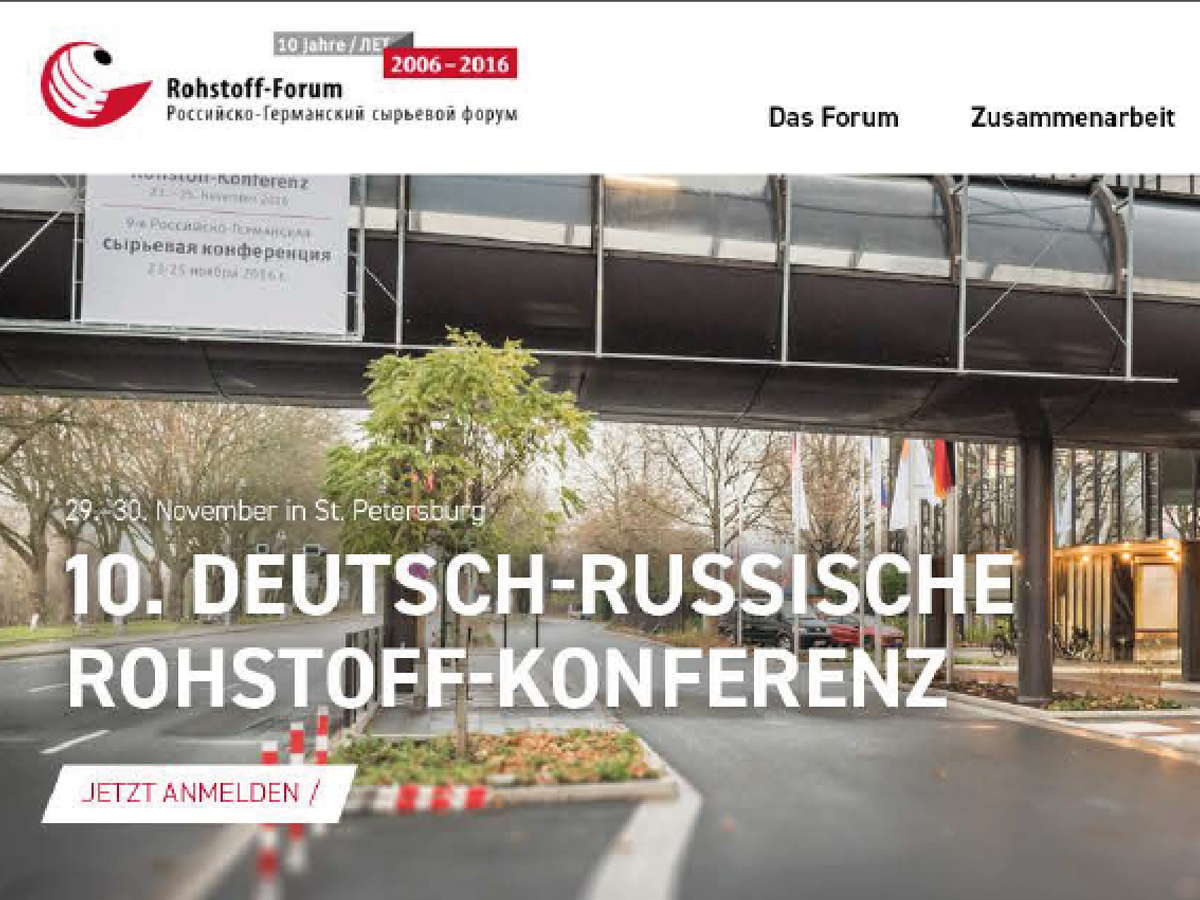 10 Jahre / ЛЕТ
2006 – 2016
Rohstoff-Forum
Российско-Германский сырьевой форум
Das Forum
Zusammenarbeit
Rohstoff-Konferenz
23. - 25. November 2016
9-я Российско-Германская
сырьевая конференция
23-25 ноября 2016 г.
29.-30. November in St. Petersburg
10. DEUTSCH-RUSSISCHE
ROHSTOFF-KONFERENZ
JETZT ANMELDEN /